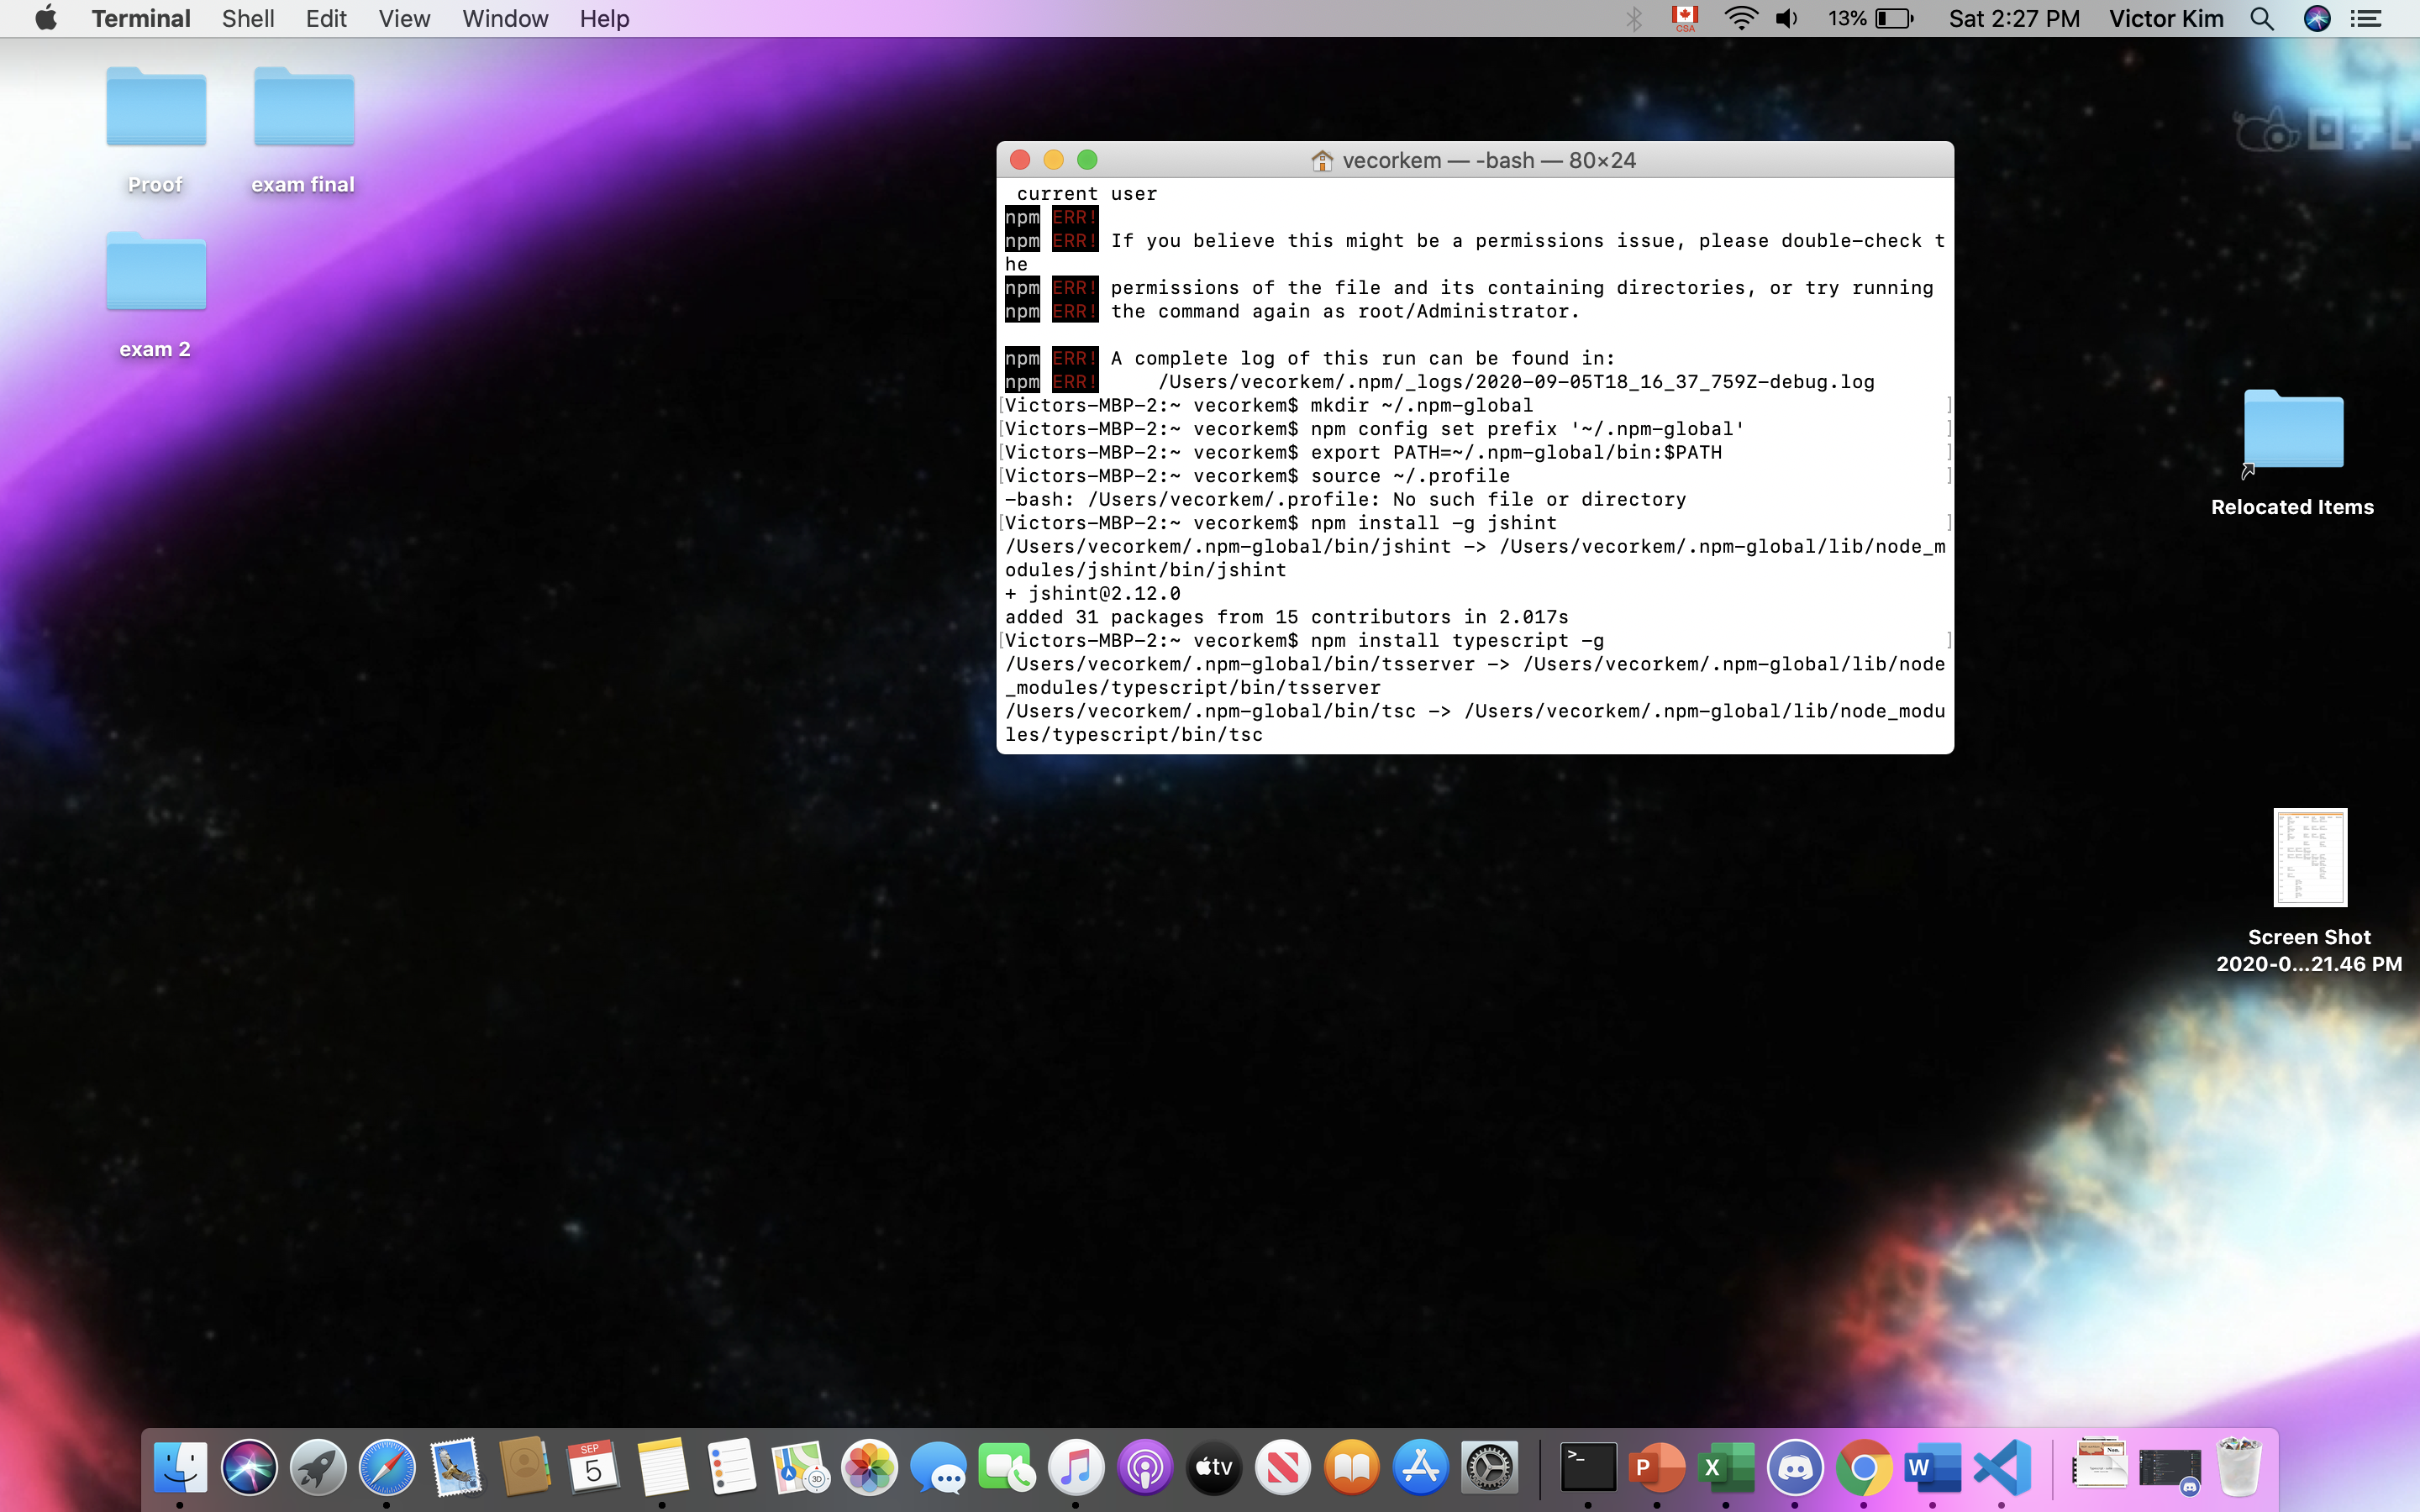 Terminal Shell Edit View Window Help
CSA
13% Sat 2:27 PM Victor Kim
Proof
exam final
exam 2
vecorkem — -bash — 80×24
current user
npm ERR!
npm ERR! If you believe this might be a permissions issue, please double-check t
he
npm ERR! permissions of the file and its containing directories, or try running
npm ERR! the command again as root/Administrator.
npm ERR! A complete log of this run can be found in:
npm ERR!     /Users/vecorkem/.npm/_logs/2020-09-05T18_16_37_759Z-debug.log
[Victors-MBP-2:~ vecorkem$ mkdir ~/.npm-global ]
[Victors-MBP-2:~ vecorkem$ npm config set prefix '~/.npm-global' ]
[Victors-MBP-2:~ vecorkem$ export PATH=~/.npm-global/bin:$PATH ]
[Victors-MBP-2:~ vecorkem$ source ~/.profile ]
-bash: /Users/vecorkem/.profile: No such file or directory
[Victors-MBP-2:~ vecorkem$ npm install -g jshint ]
/Users/vecorkem/.npm-global/bin/jshint -> /Users/vecorkem/.npm-global/lib/node_m
odules/jshint/bin/jshint
+ jshint@2.12.0
added 31 packages from 15 contributors in 2.017s
[Victors-MBP-2:~ vecorkem$ npm install typescript -g ]
/Users/vecorkem/.npm-global/bin/tsserver -> /Users/vecorkem/.npm-global/lib/node
_modules/typescript/bin/tsserver
/Users/vecorkem/.npm-global/bin/tsc -> /Users/vecorkem/.npm-global/lib/node_modu
les/typescript/bin/tsc
Relocated Items
Screen Shot
2020-0...21.46 PM
SEP
5
3D
tv
>_
P
X
W